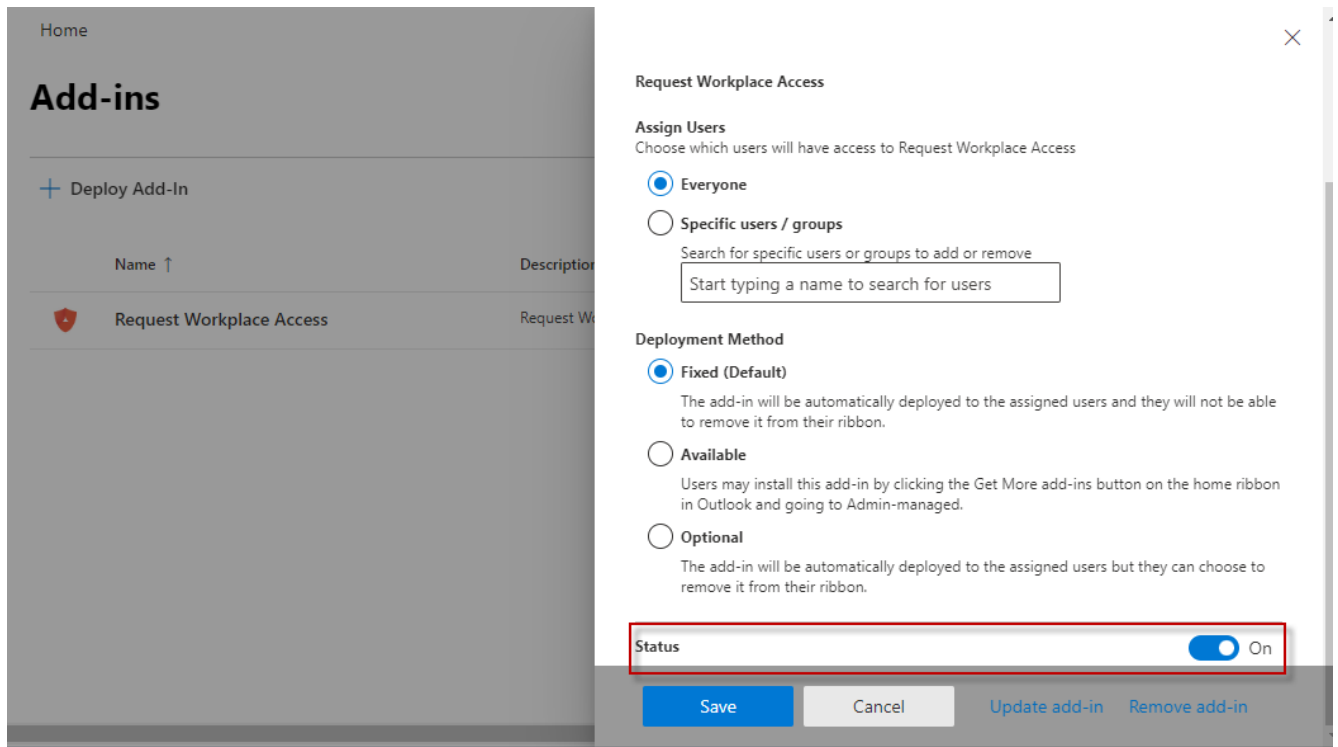 Home
Add-ins
Deploy Add-In
Name ↑
Description
Request Workplace Access
Request
Request Workplace Access
Assign Users
Choose which users will have access to Request Workplace Access
Everyone
Specific users / groups
Search for specific users or groups to add or remove
Start typing a name to search for users
Deployment Method
Fixed (Default)
The add-in will be automatically deployed to the assigned users and they will not be able
to remove it from their ribbon.
Available
Users may install this add-in by clicking the Get More add-ins button on the home ribbon
in Outlook and going to Admin-managed.
Optional
The add-in will be automatically deployed to the assigned users but they can choose to
remove it from their ribbon.
Status
On
Save
Cancel
Update add-in
Remove add-in